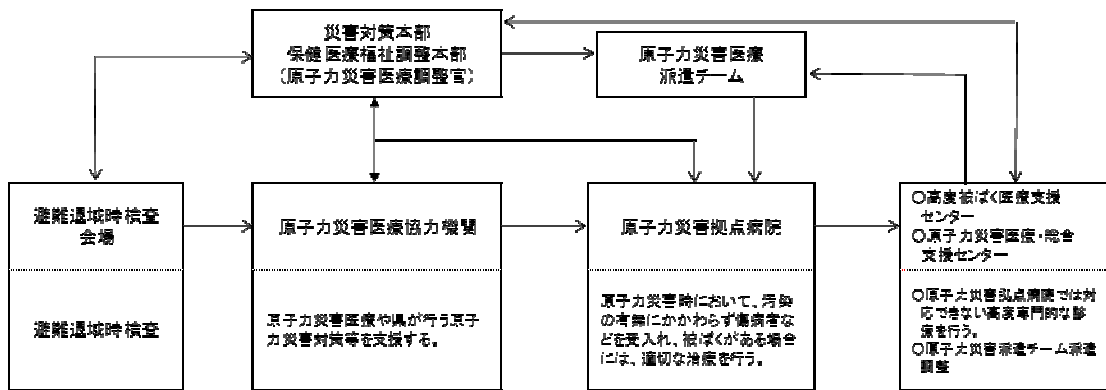 災害対策本部
保健医療福祉調整本部
(原子力災害医療調整官)
原子力災害医療
派遣チーム
避難退域時検査
会場
原子力災害医療協力機関
原子力災害拠点病院
○高度被ばく医療支援
センター
○原子力災害医療・総合
支援センター
避難退域時検査
原子力災害医療や県が行う原子
力災害対策等を支援する。
原子力災害時において、汚染
の有無にかかわらず傷病者な
どを受入れ、被ばくがある場合
には、適切な治療を行う。
○原子力災害拠点病院では対
応できない高度専門的な診
療を行う。
○原子力災害派遣チーム派遣
調整